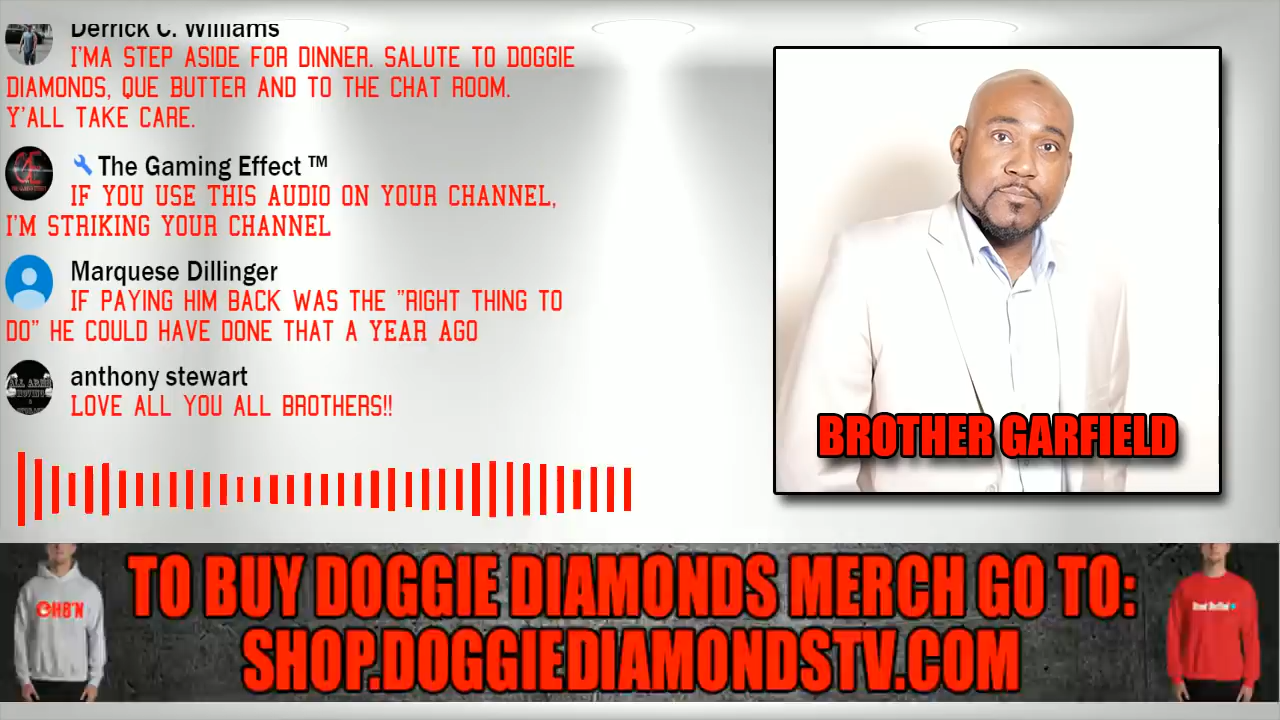 Derrick C. Williams
I'MA STEP ASIDE FOR DINNER. SALUTE TO DOGGIE
DIAMONDS, QUE BUTTER AND TO THE CHAT ROOM.
Y'ALL TAKE CARE.
The Gaming Effect ™
IF YOU USE THIS AUDIO ON YOUR CHANNEL,
I'M STRIKING YOUR CHANNEL
Marquese Dillinger
IF PAYING HIM BACK WAS THE "RIGHT THING TO
DO" HE COULD HAVE DONE THAT A YEAR AGO
anthony stewart
LOVE ALL YOU ALL BROTHERS!!
BROTHER GARFIELD
TO BUY DOGGIE DIAMONDS MERCH GO TO:
SHOP.DOGGIEDIAMONDSTV.COM